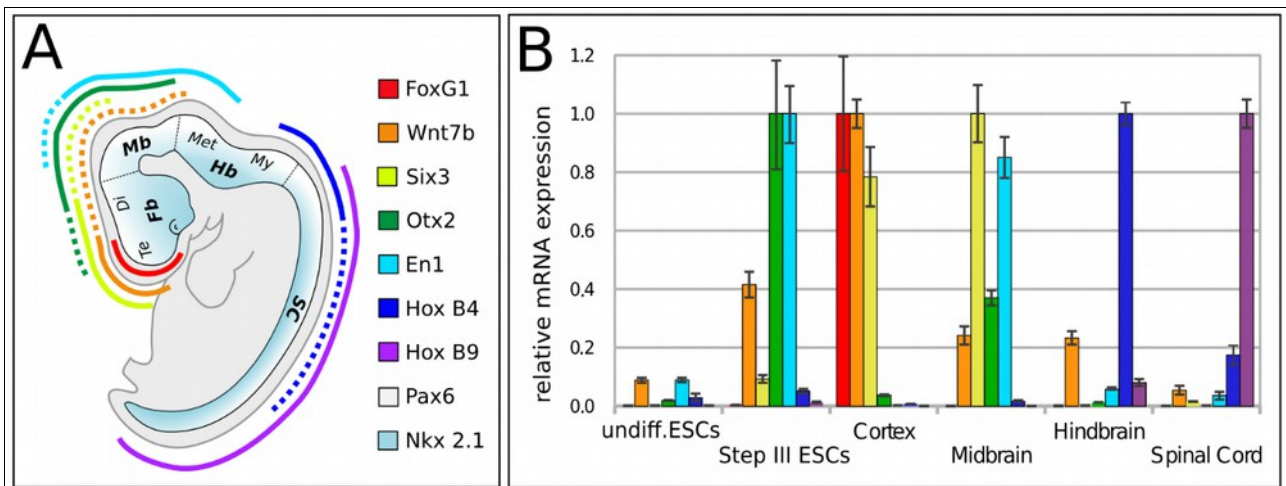 A
Mb
Met
My
Hb
Di
Fb
Te
SC
FoxG1
Wnt7b
Six3
Otx2
En1
Hox B4
Hox B9
Pax6
Nkx 2.1
B
relative mRNA expression
1.2
1.0
0.8
0.6
0.4
0.2
0.0
undiff.ESCs
Step III ESCs
Cortex
Midbrain
Hindbrain
Spinal Cord